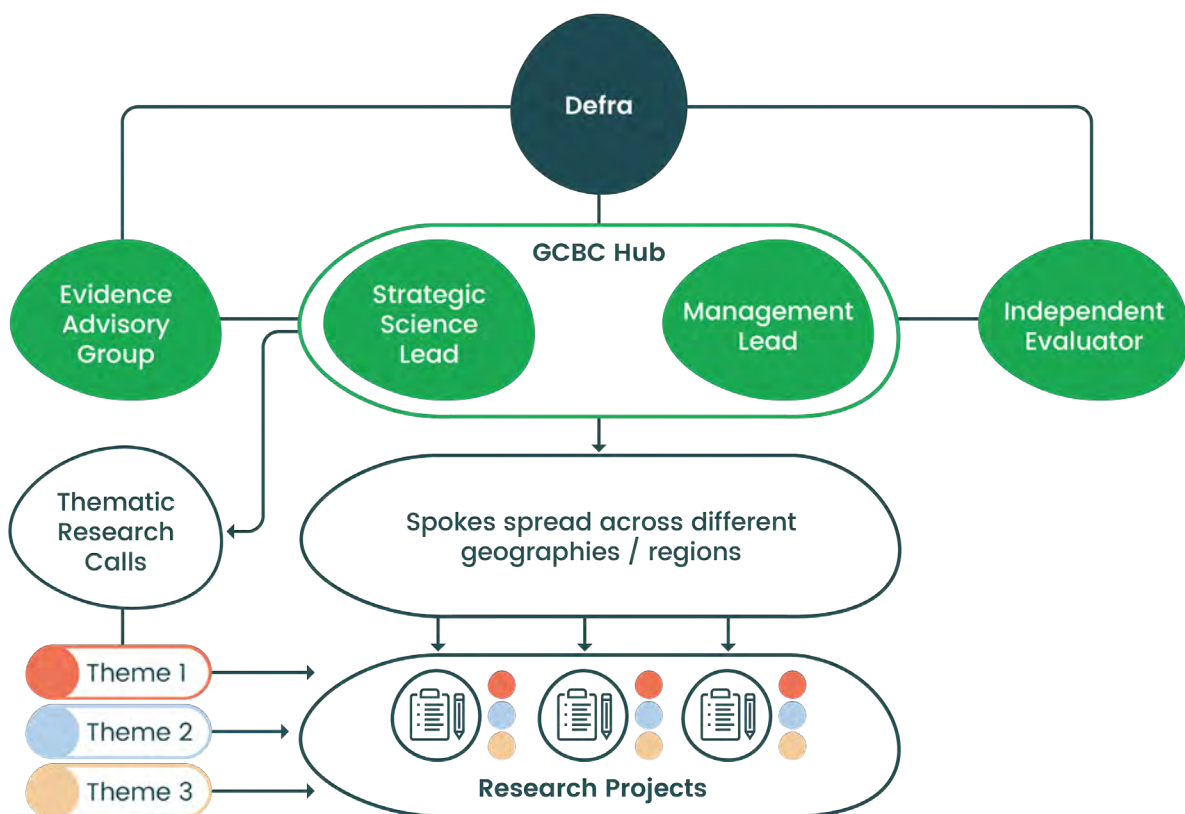 Defra
GCBC Hub
Evidence
Advisory
Group
Strategic
Science
Lead
Management
Lead
Independent
Evaluator
Thematic
Research
Calls
Spokes spread across different
geographies / regions
Theme 1
Theme 2
Theme 3
Research Projects